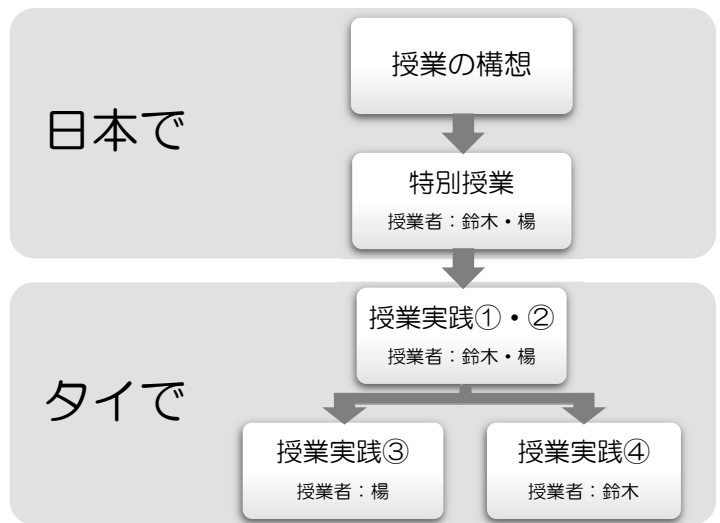 日本で
授業の構想
特別授業
授業者：鈴木・楊
タイで
授業実践①・②
授業者：鈴木・楊
授業実践③
授業者：楊
授業実践④
授業者：鈴木